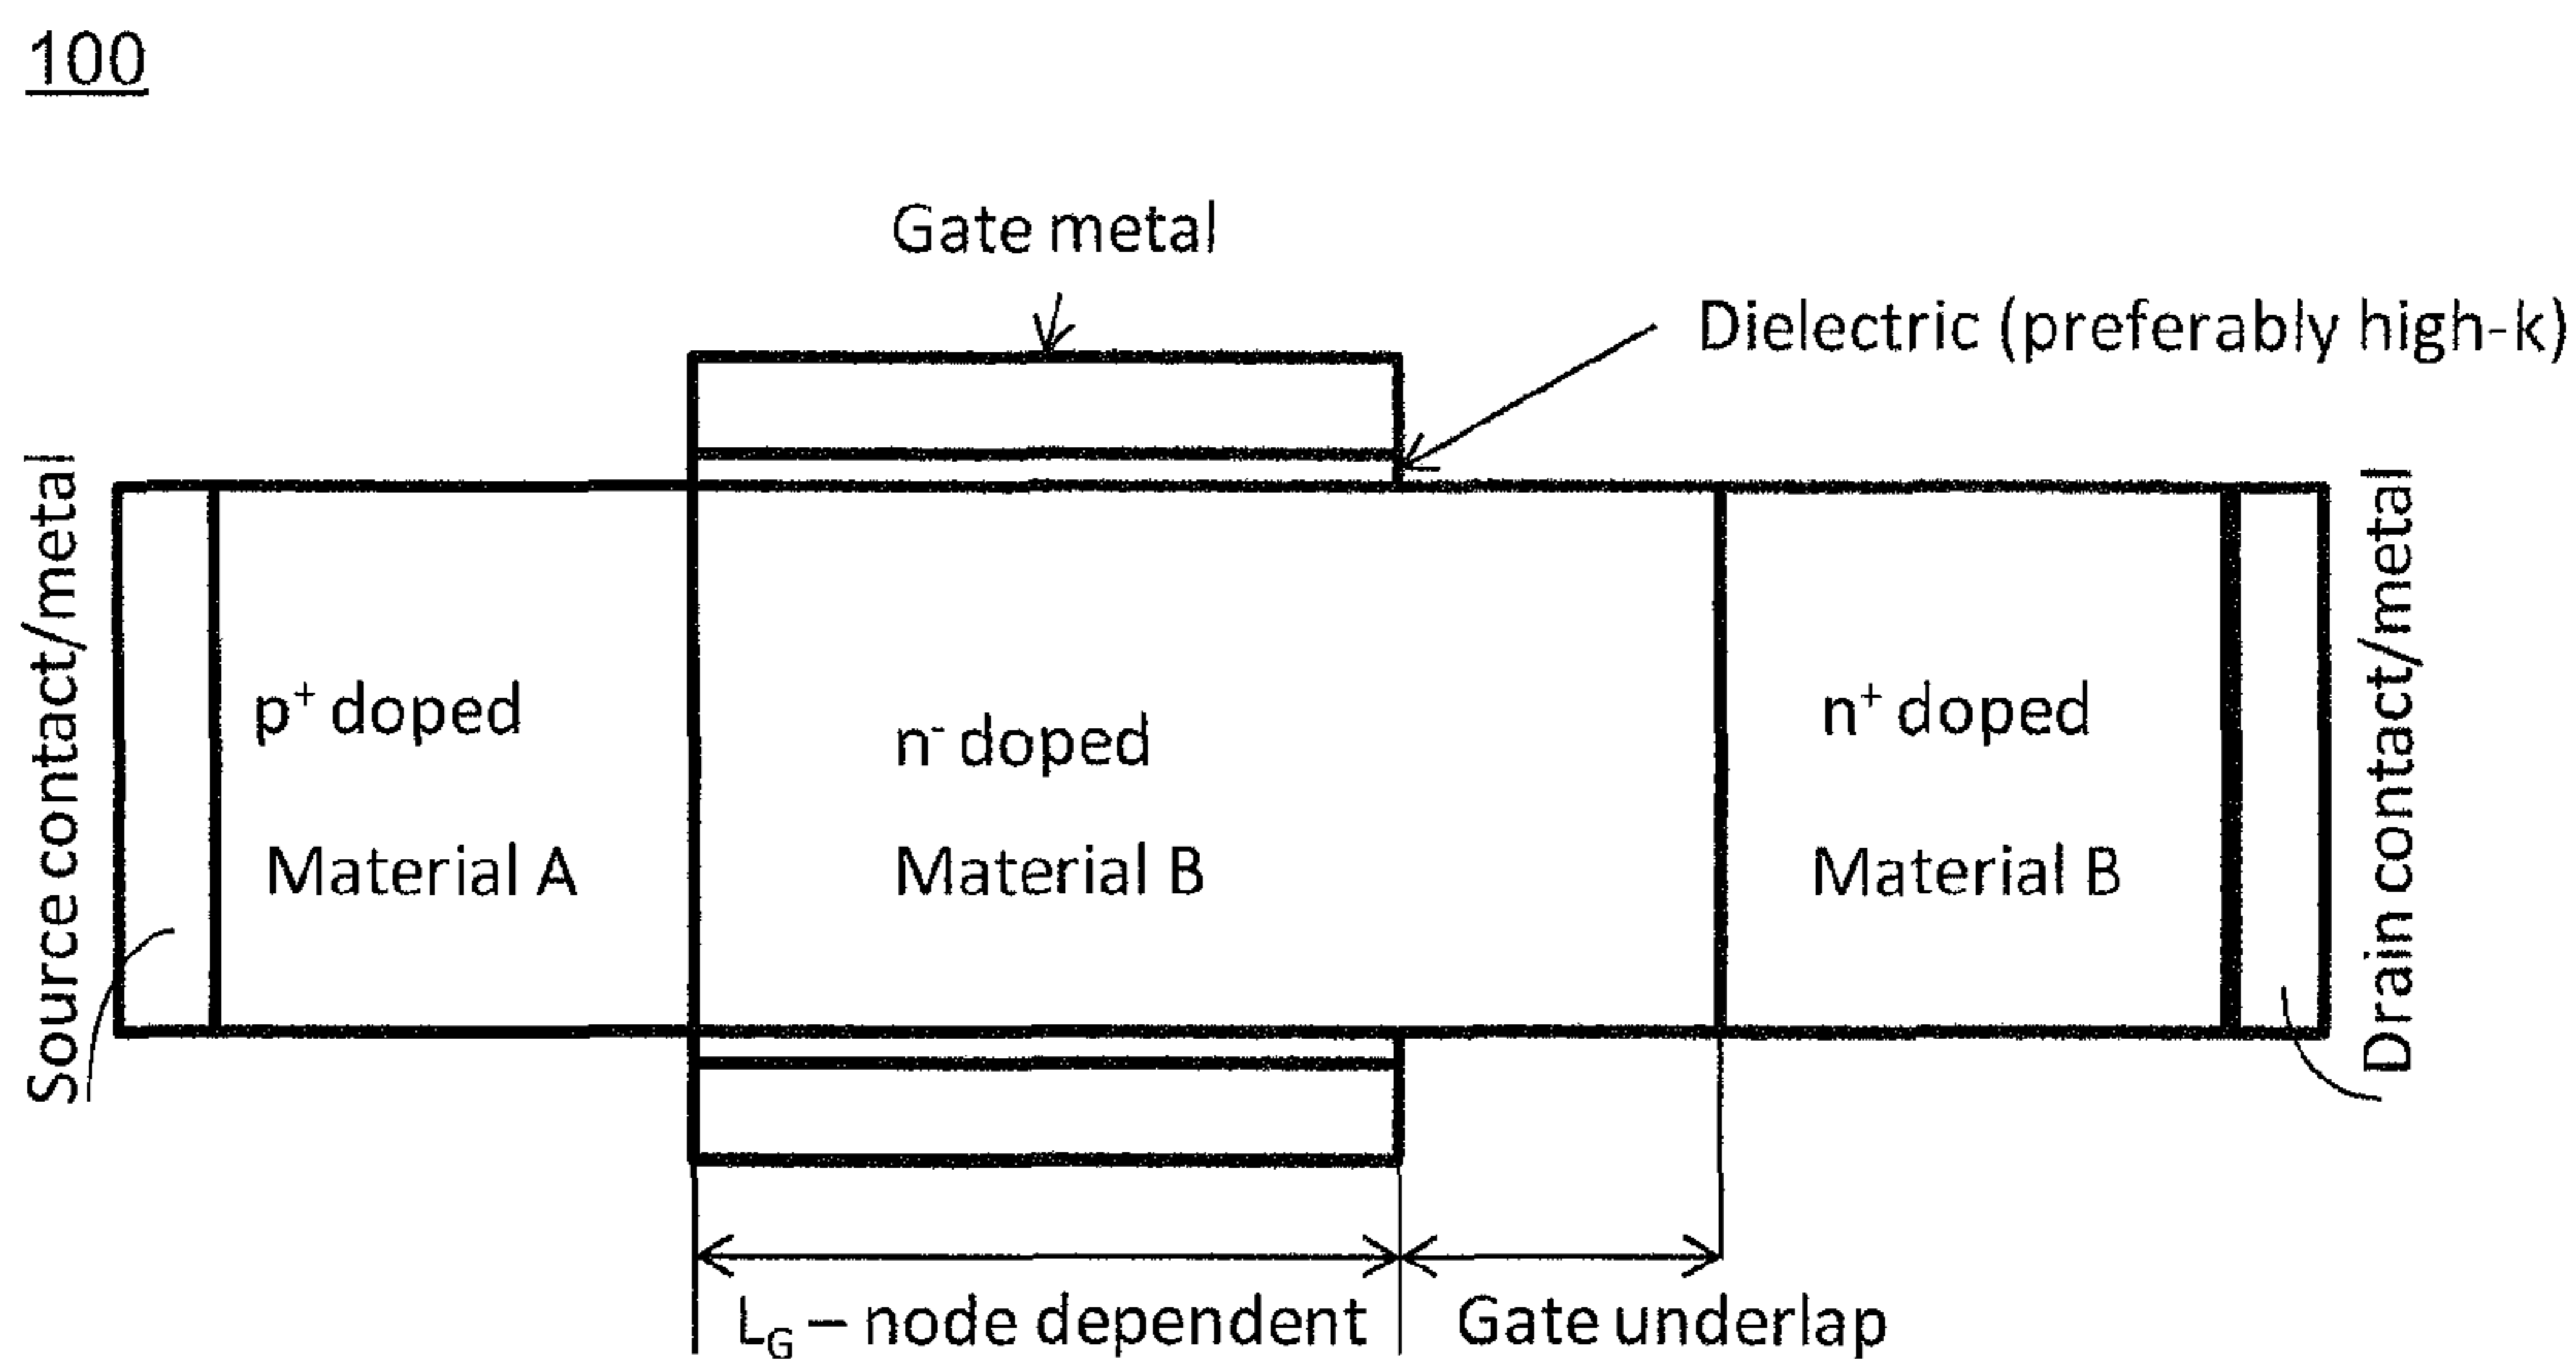 100
Gate metal
Dielectric (preferably high-k)
Source contact/metal
p⁺ doped
Material A
n⁻ doped
Material B
n⁺ doped
Material B
Drain contact/metal
L_G – node dependent
Gate underlap